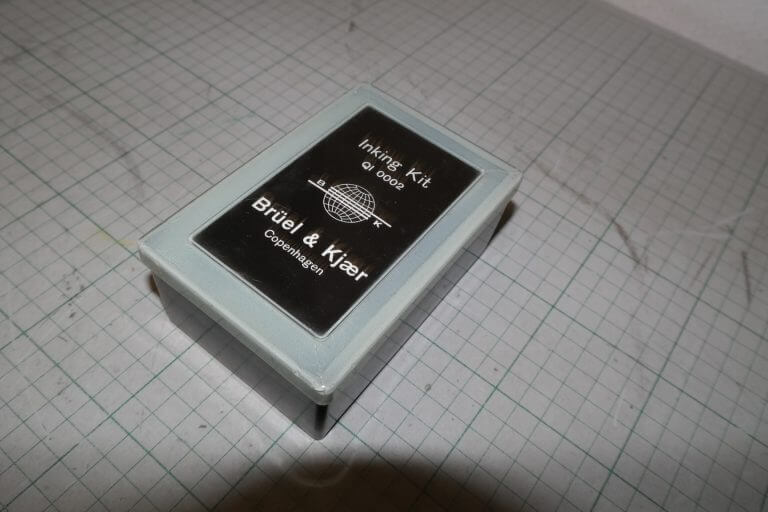 Inking Kit
QI 0002
B K
Brüel & Kjær
Copenhagen